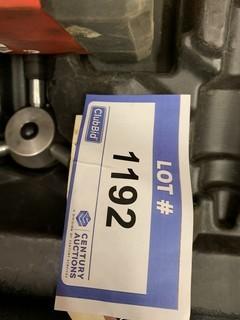 LOT #
1192
ClubBid
CENTURY
AUCTIONS